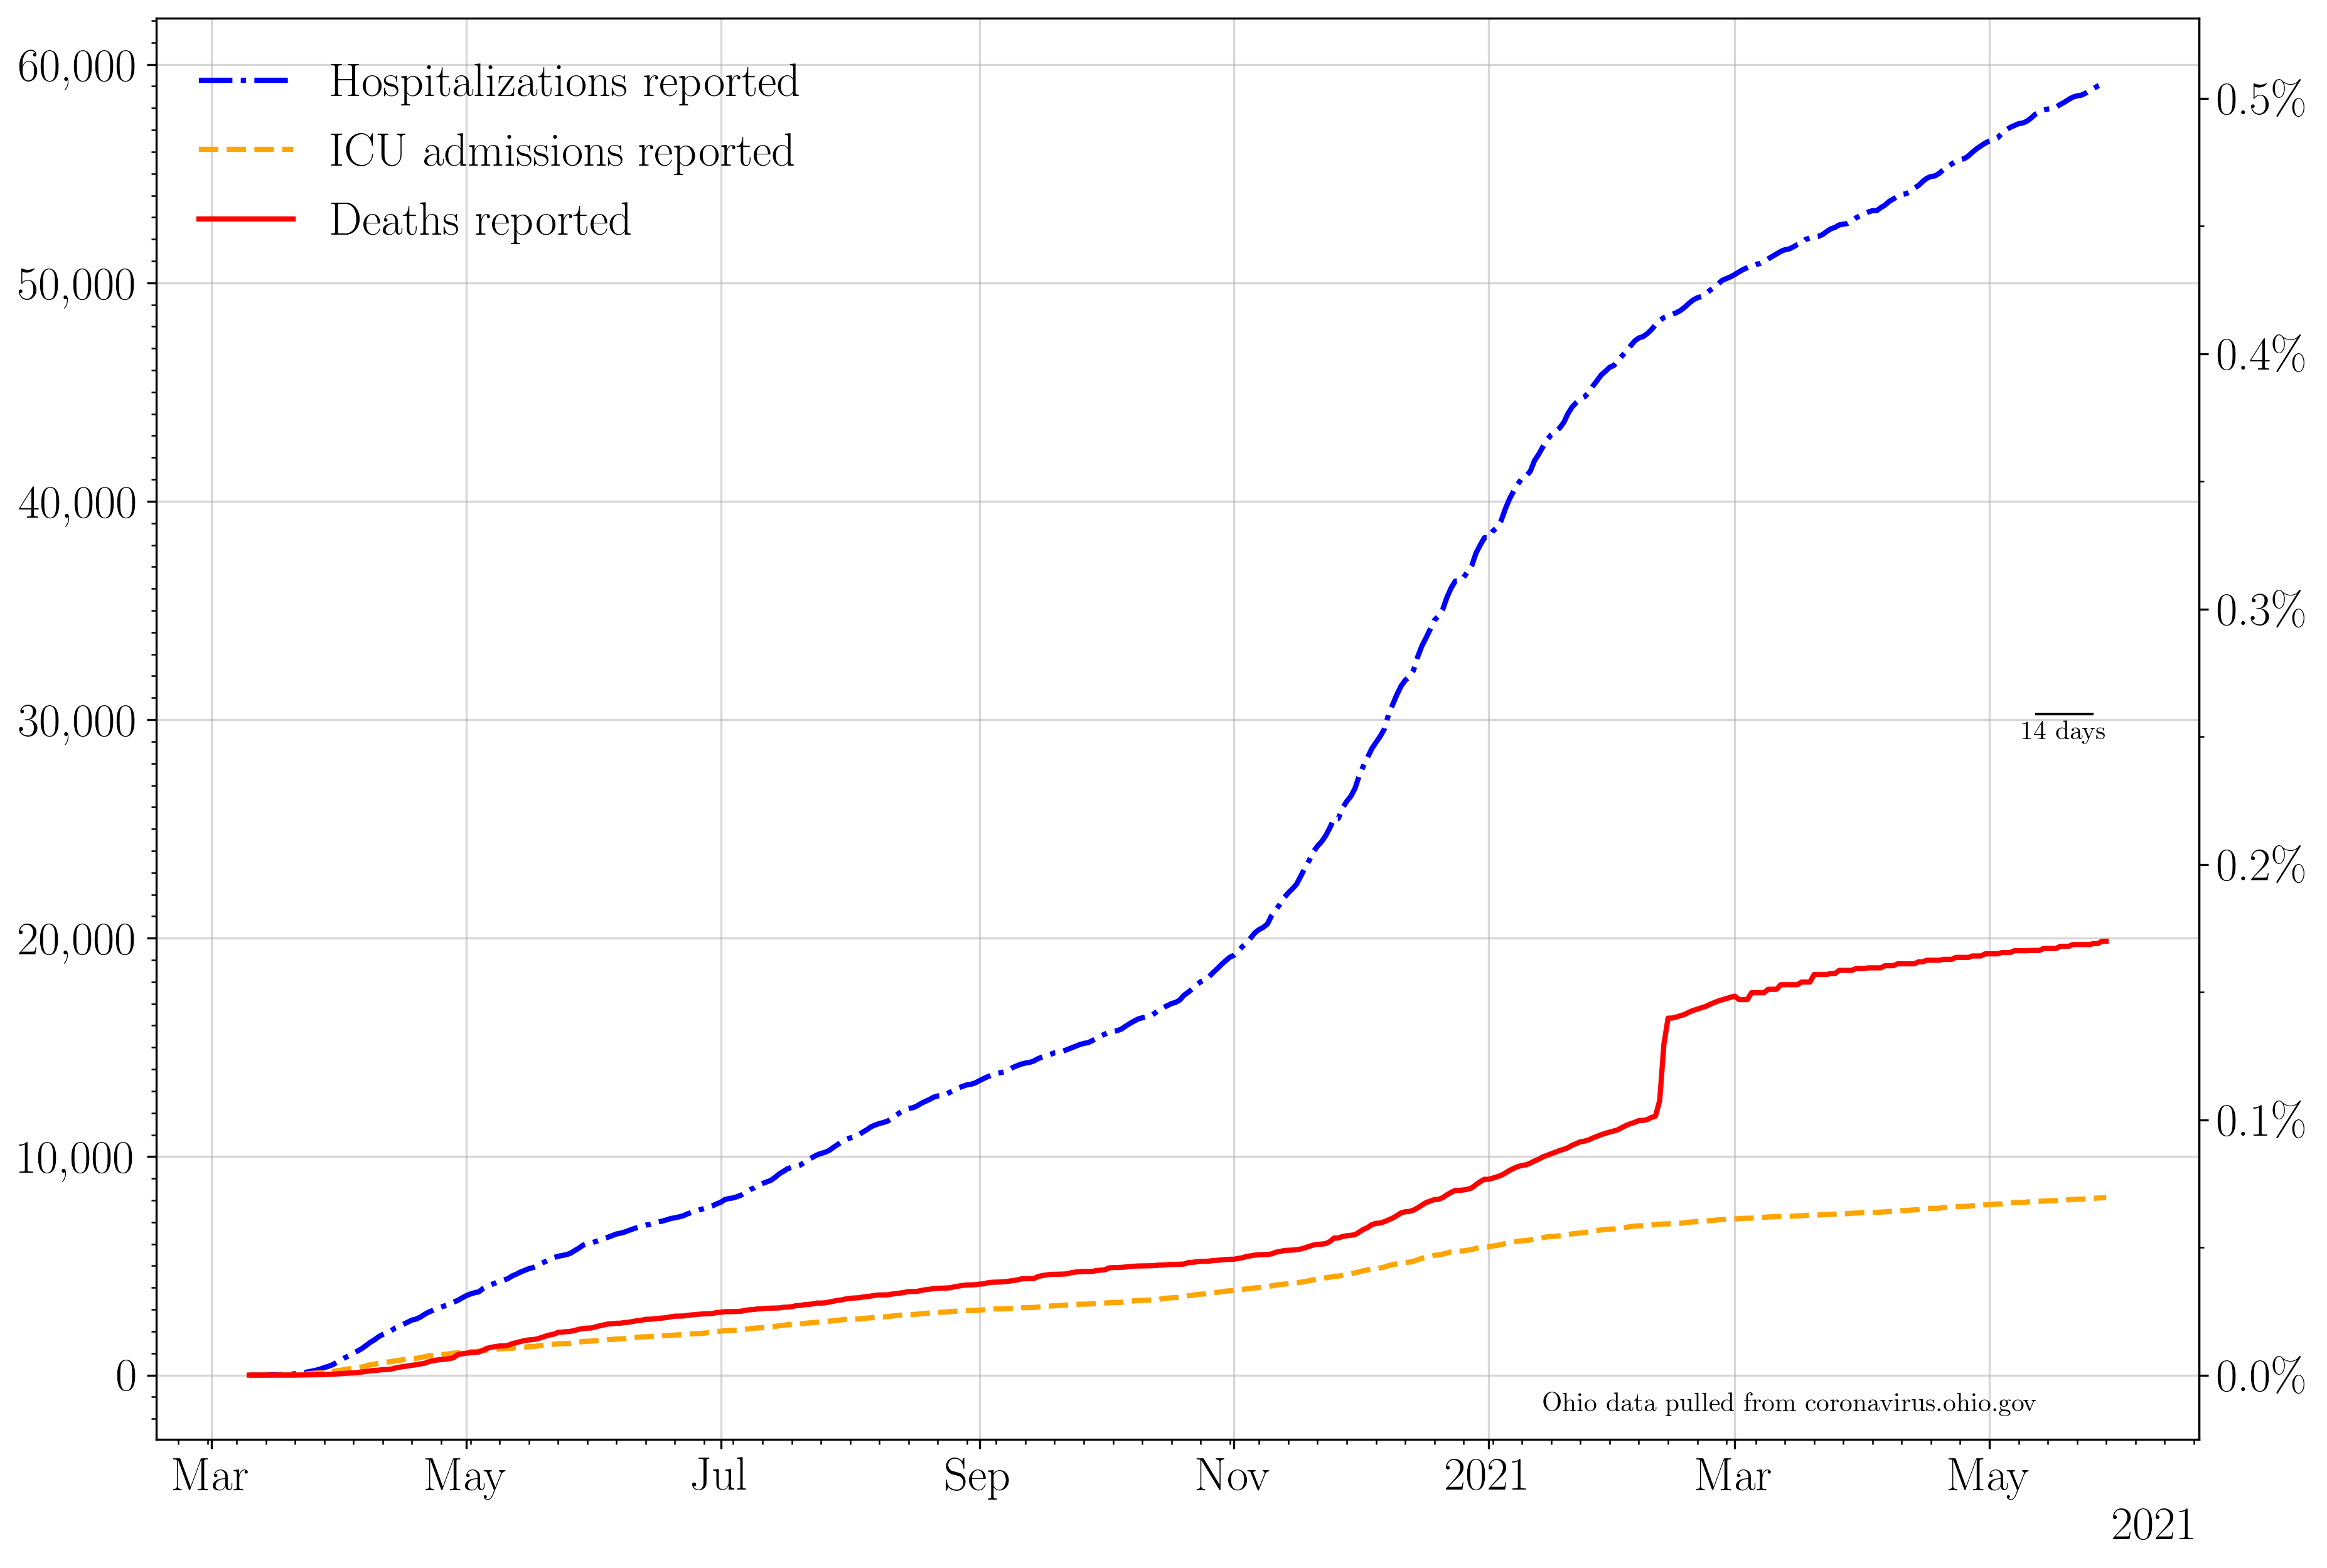 60,000
50,000
40,000
30,000
20,000
10,000
0
Hospitalizations reported
ICU admissions reported
Deaths reported
0.5%
0.4%
0.3%
0.2%
0.1%
0.0%
14 days
Ohio data pulled from coronavirus.ohio.gov
Mar May Jul Sep Nov 2021 Mar May
2021